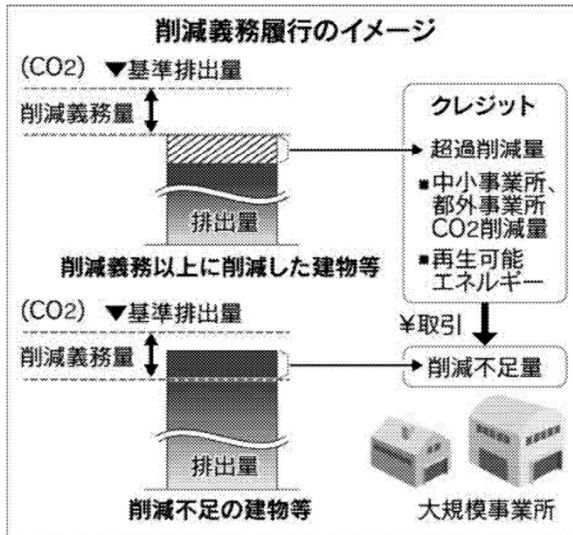 削減義務履行のイメージ
(CO2) ▼基準排出量
削減義務量
排出量
削減義務以上に削減した建物等
クレジット
超過削減量
■中小事業所、
都外事業所
CO2削減量
■再生可能
エネルギー
¥取引
(CO2) ▼基準排出量
削減義務量
排出量
削減不足の建物等
削減不足量
大規模事業所